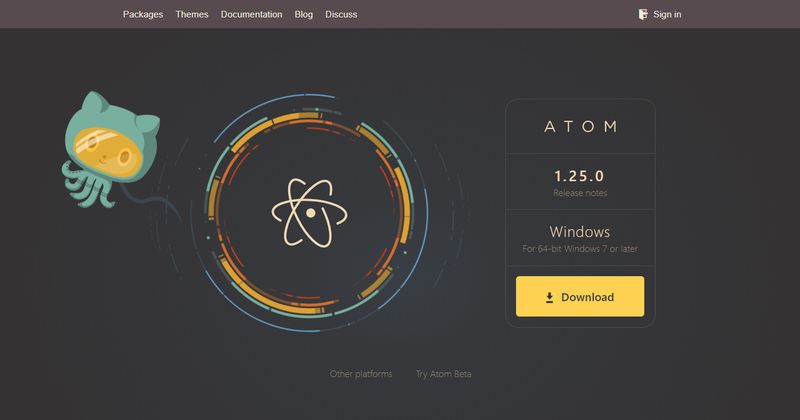 Packages Themes Documentation Blog Discuss Sign in
ATOM
1.25.0
Release notes
Windows
For 64-bit Windows 7 or later
Download
Other platforms Try Atom Beta